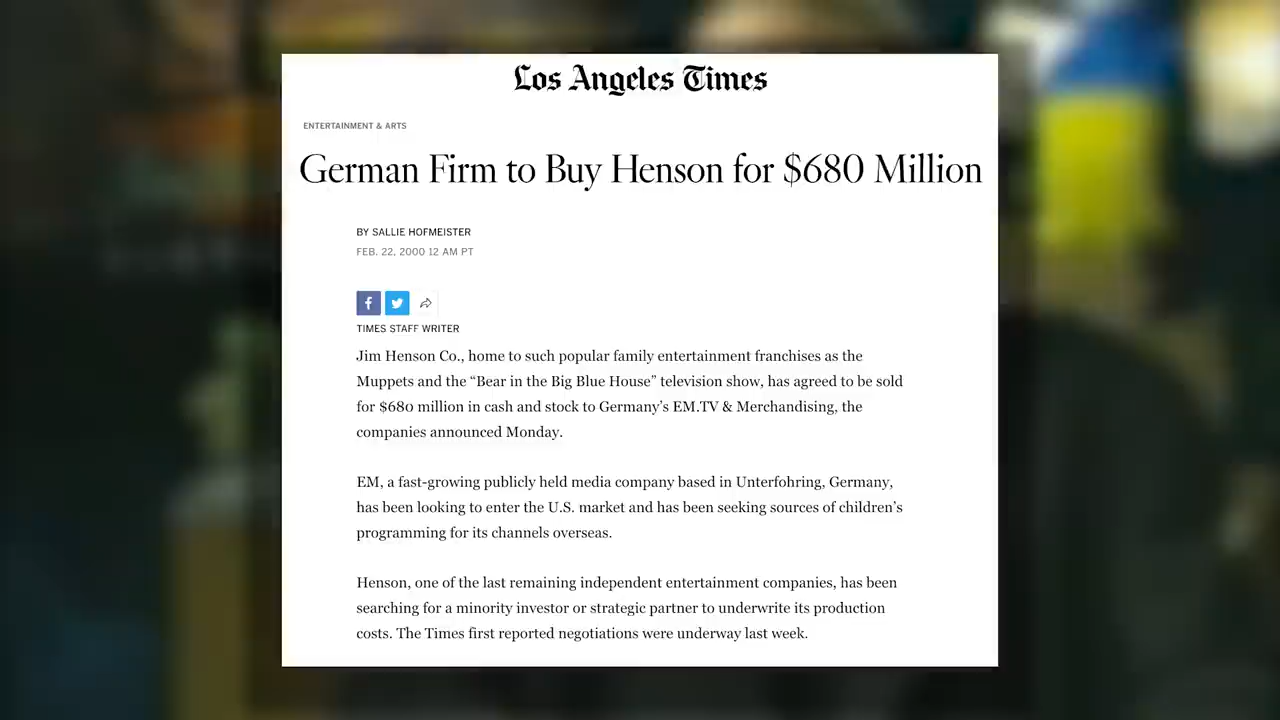 Los Angeles Times
ENTERTAINMENT & ARTS
German Firm to Buy Henson for $680 Million
BY SALLIE HOFMEISTER
FEB. 22, 2000 12 AM PT
TIMES STAFF WRITER
Jim Henson Co., home to such popular family entertainment franchises as the
Muppets and the “Bear in the Big Blue House” television show, has agreed to be sold
for $680 million in cash and stock to Germany’s EM.TV & Merchandising, the
companies announced Monday.
EM, a fast-growing publicly held media company based in Unterfohring, Germany,
has been looking to enter the U.S. market and has been seeking sources of children’s
programming for its channels overseas.
Henson, one of the last remaining independent entertainment companies, has been
searching for a minority investor or strategic partner to underwrite its production
costs. The Times first reported negotiations were underway last week.